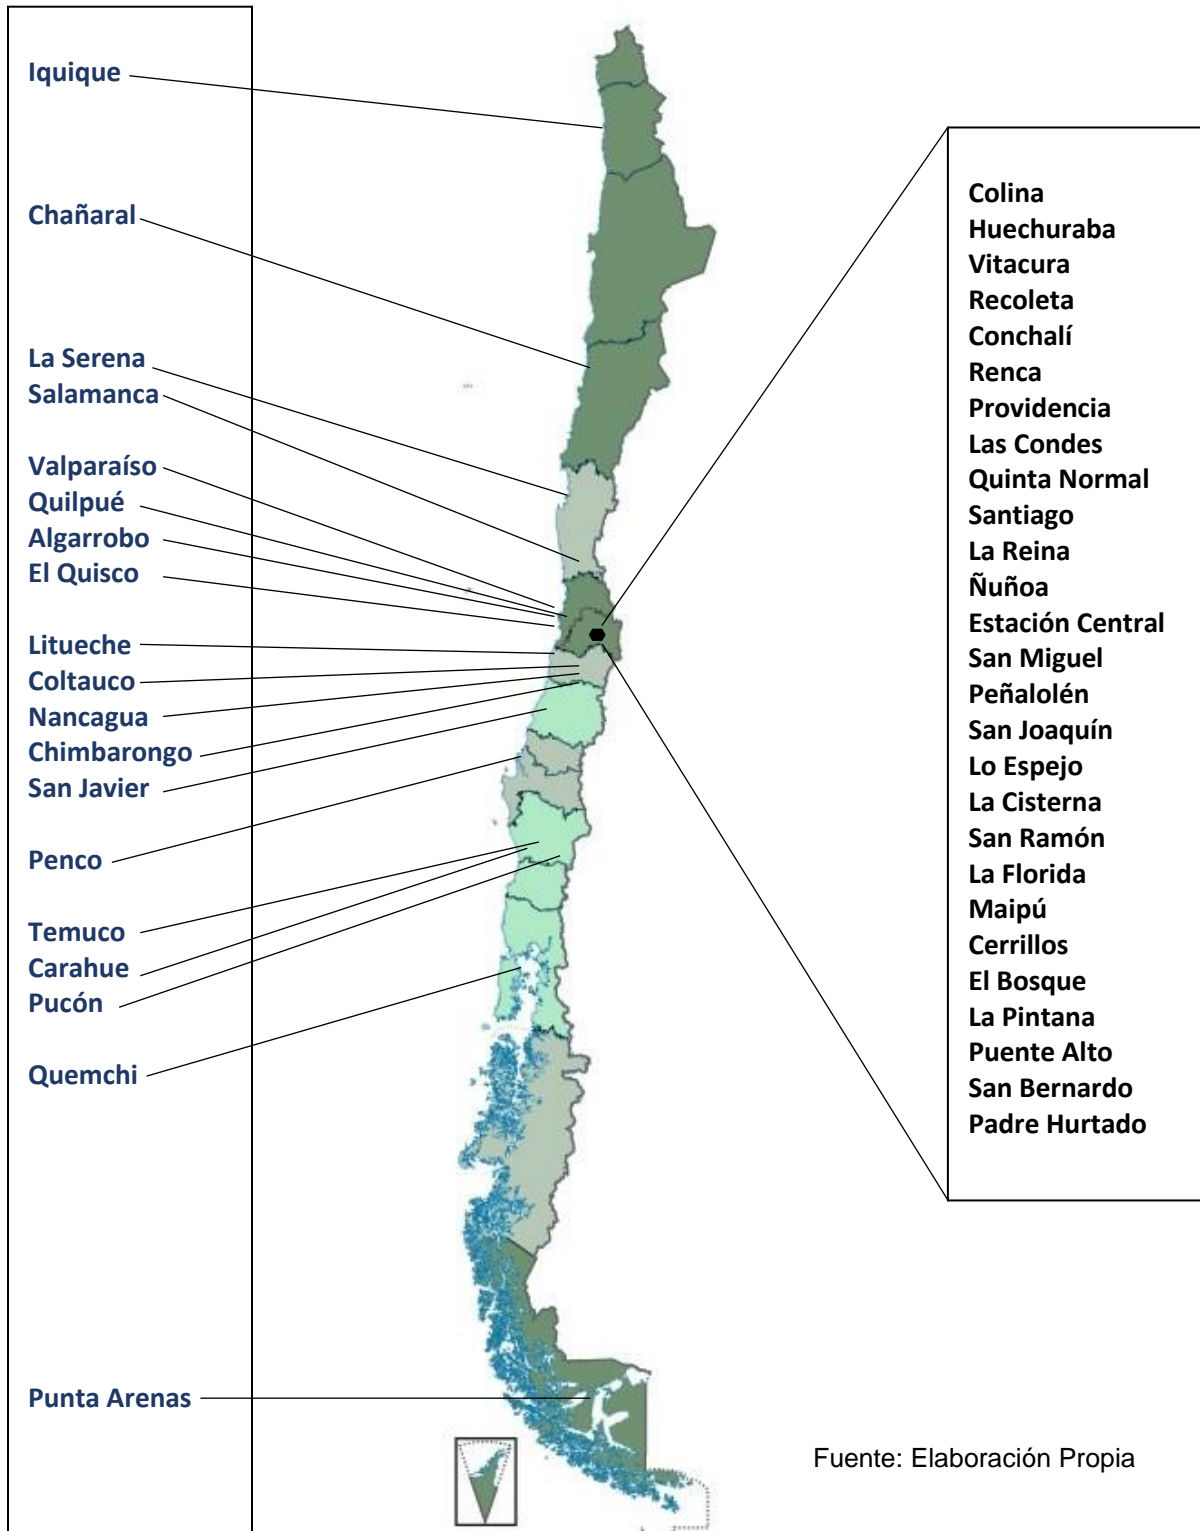 Iquique
Chañaral
La Serena
Salamanca
Valparaíso
Quilpué
Algarrobo
El Quisco
Litueche
Coltauco
Nancagua
Chimbarongo
San Javier
Penco
Temuco
Carahue
Pucón
Quemchi
Punta Arenas
Colina
Huechuraba
Vitacura
Recoleta
Conchalí
Renca
Providencia
Las Condes
Quinta Normal
Santiago
La Reina
Ñuñoa
Estación Central
San Miguel
Peñalolén
San Joaquín
Lo Espejo
La Cisterna
San Ramón
La Florida
Maipú
Cerrillos
El Bosque
La Pintana
Puente Alto
San Bernardo
Padre Hurtado
Fuente: Elaboración Propia